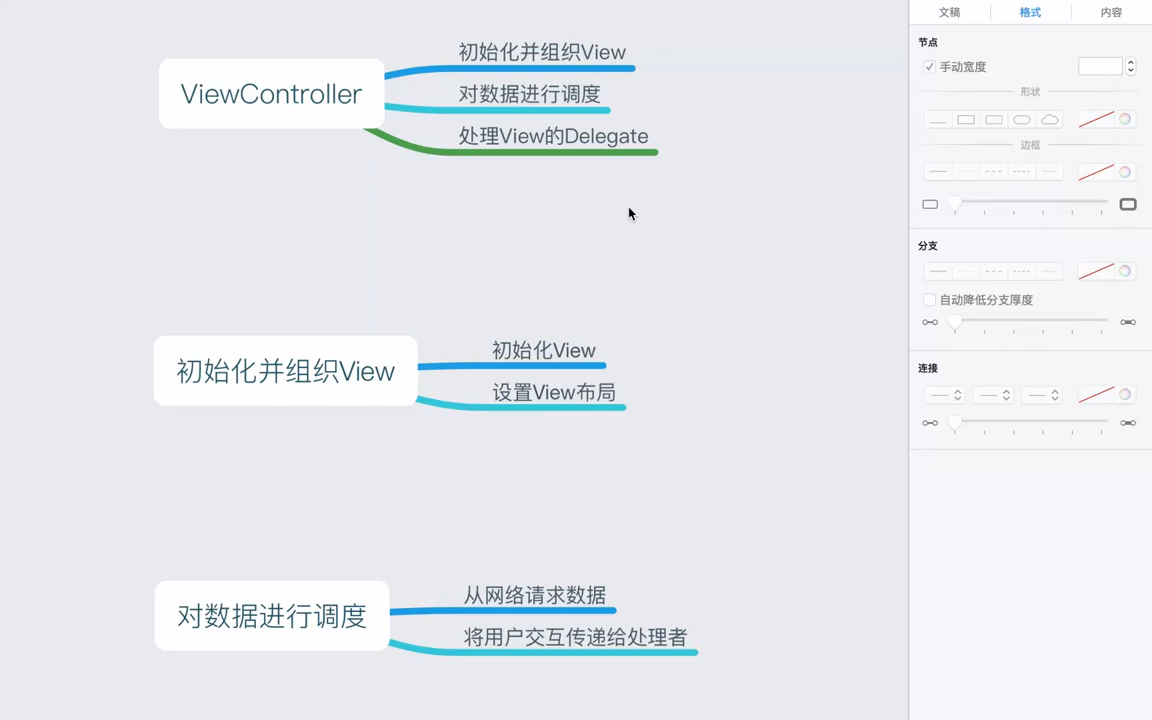 文稿
格式
内容
初始化并组织View
ViewController
对数据进行调度
处理View的Delegate
初始化并组织View
初始化View
设置View布局
对数据进行调度
从网络请求数据
将用户交互传递给处理者
节点
手动宽度
形状
边框
分支
自动降低分支厚度
连接